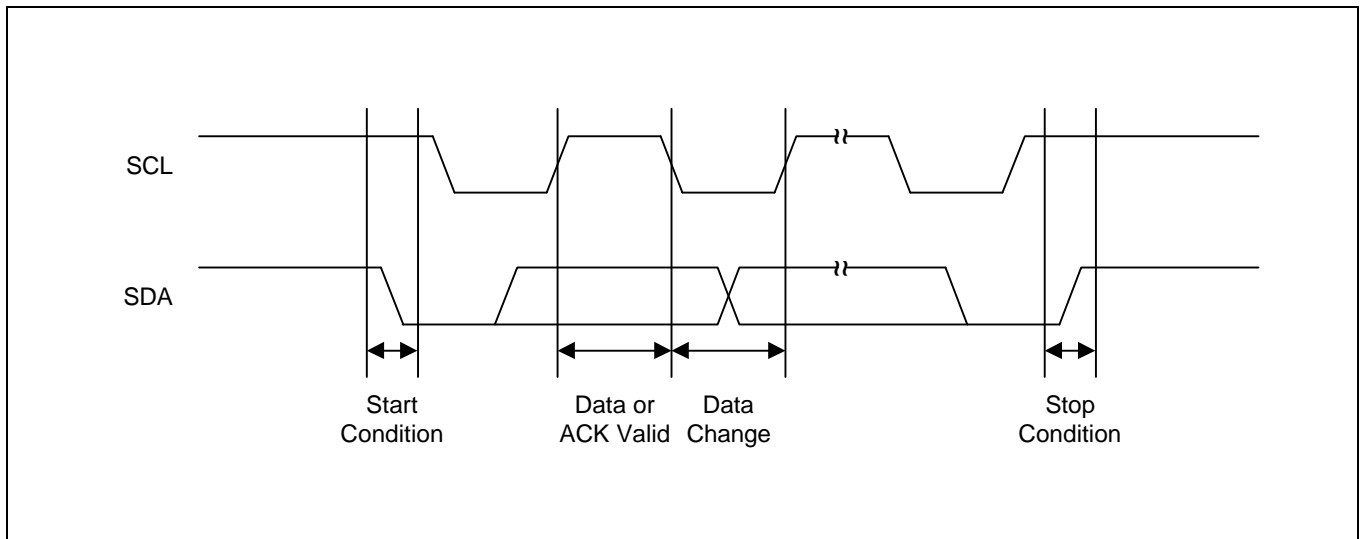 SCL
SDA
Start
Condition
Data or
ACK Valid
Data
Change
Stop
Condition